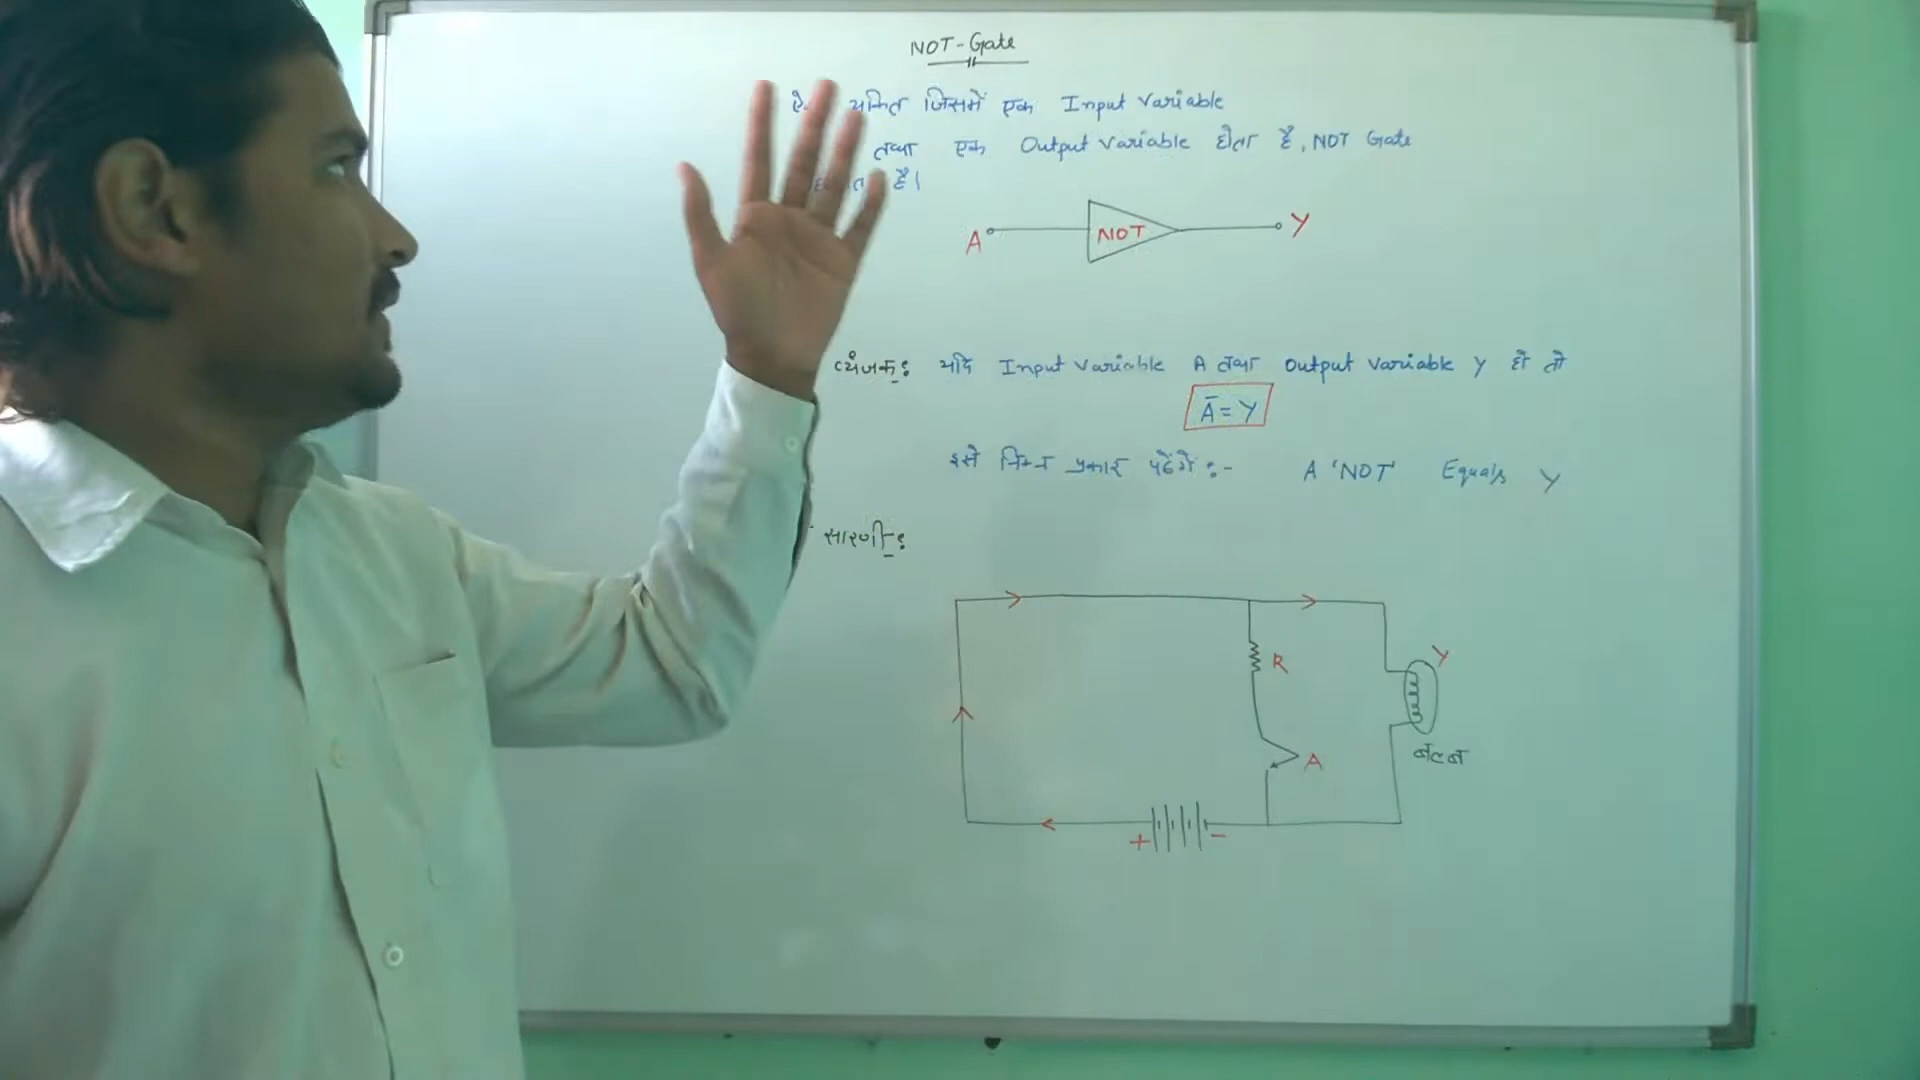 NOT-Gate
जिसमें एक Input Variable
तथा एक Output Variable होता है, NOT Gate
है।
A NOT Y
व्यंजक: यदि Input Variable A तथा Output Variable Y हो तो
Ā = Y
इसे निम्न प्रकार पढेंगे :- A 'NOT' Equals Y
सारणी:
R
Y
A
बल्ब
+ -